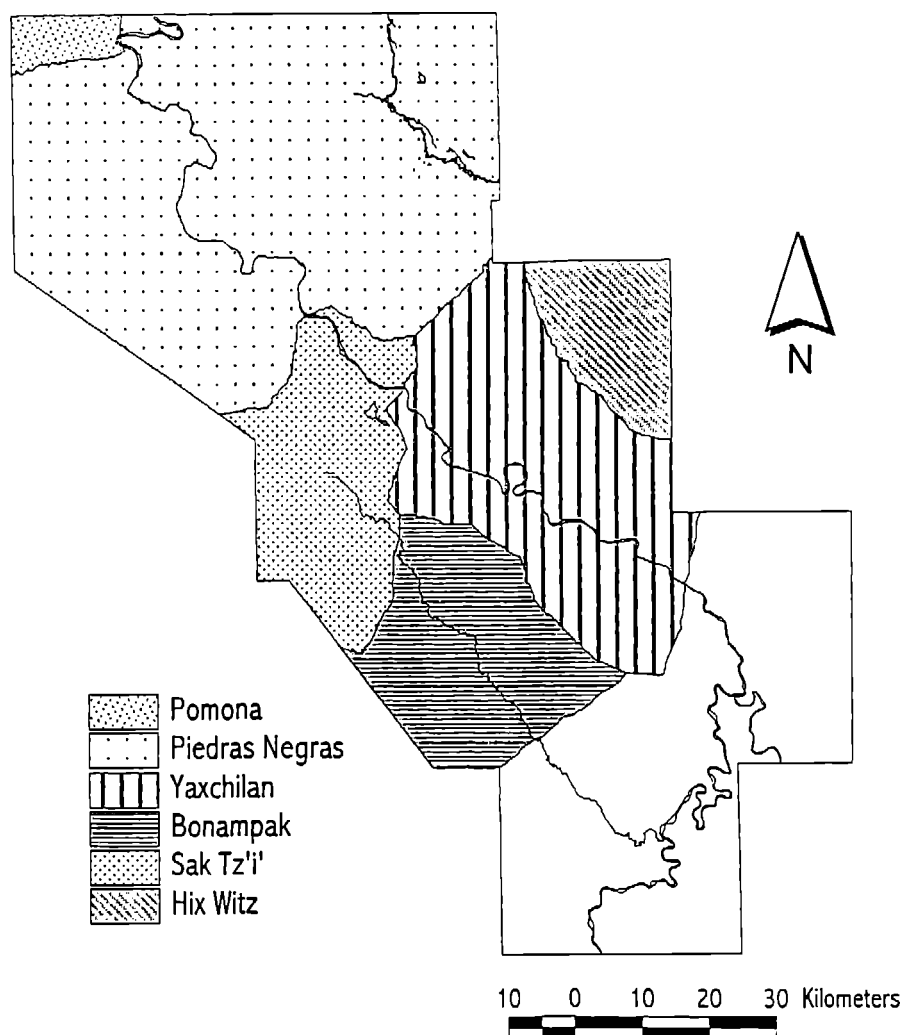 N
Pomona
Piedras Negras
Yaxchilan
Bonampak
Sak Tz'i'
Hix Witz
10 0 10 20 30 Kilometers